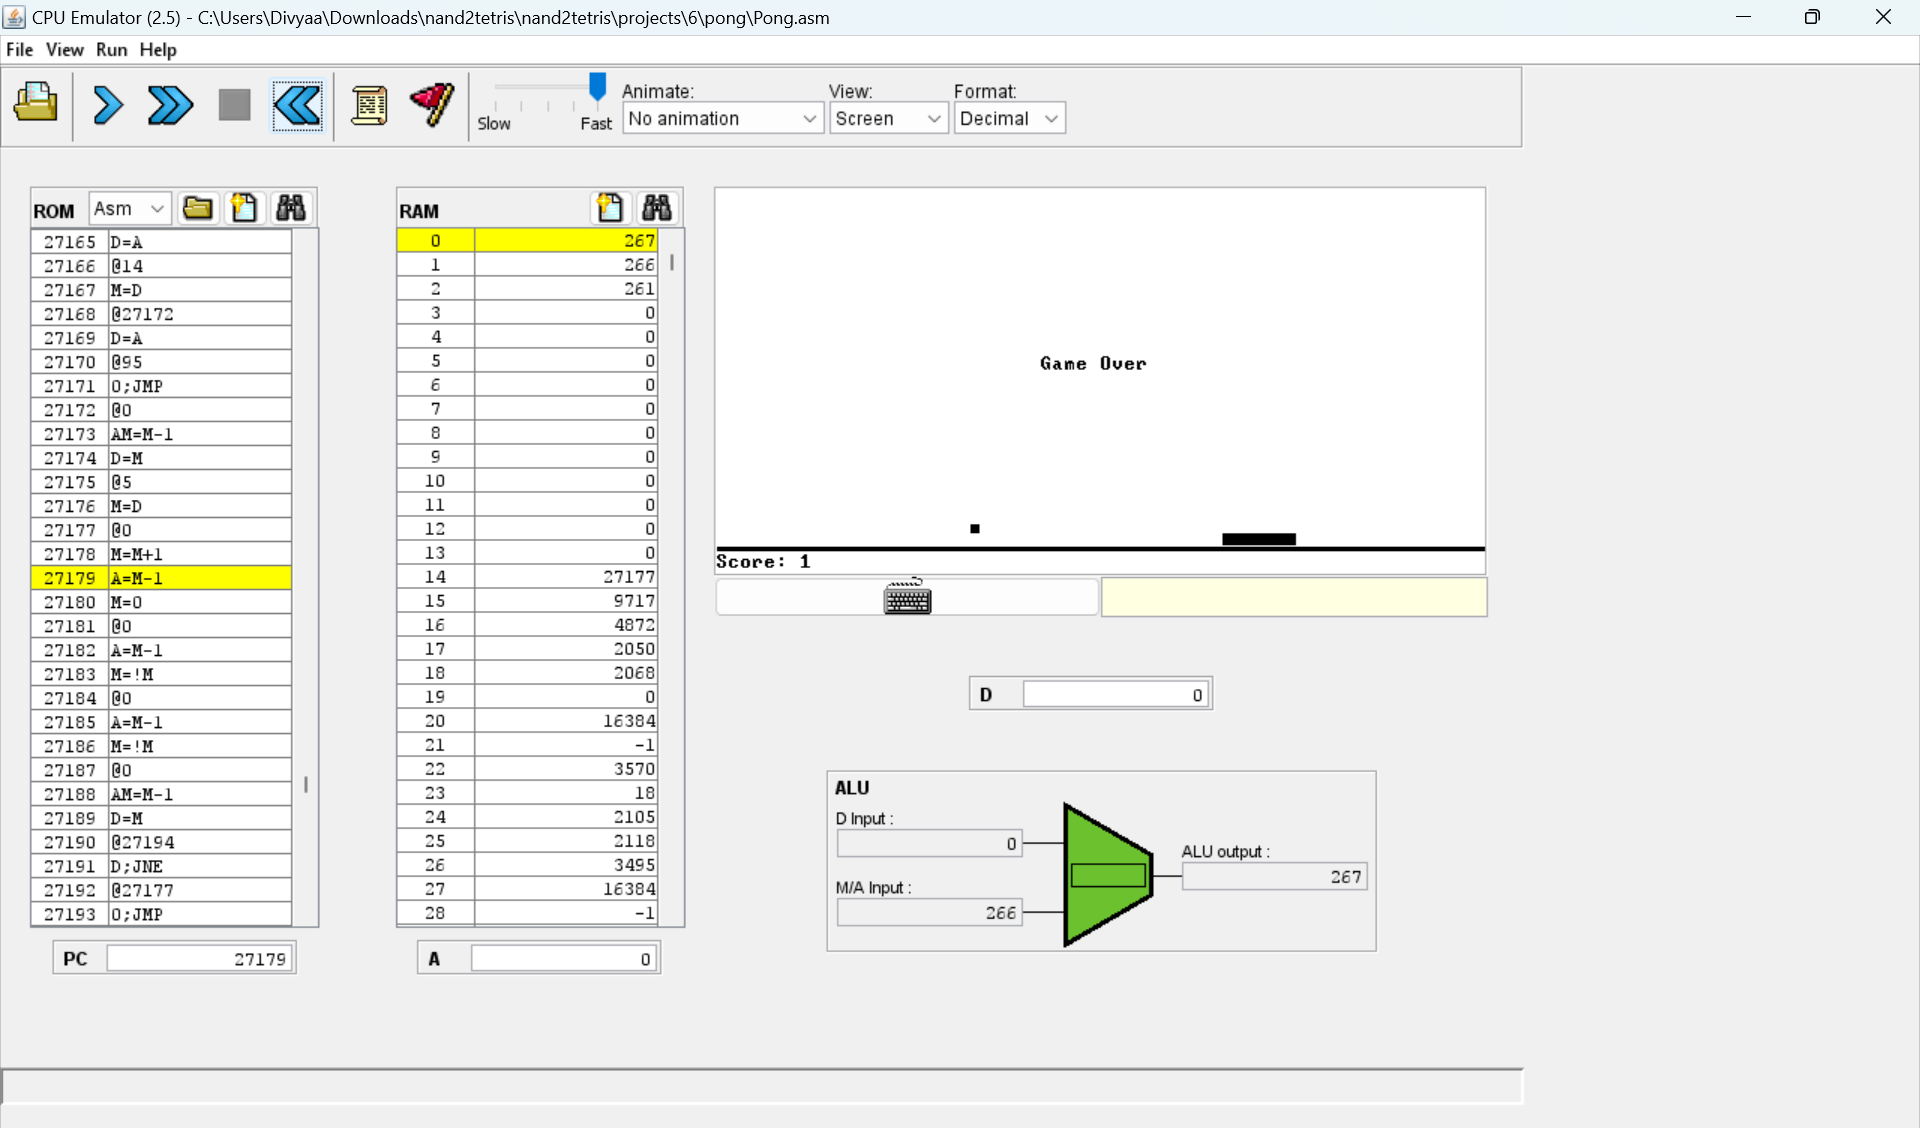 CPU Emulator (2.5) - C:\Users\Divyaa\Downloads\nand2tetris\nand2tetris\projects\6\pong\Pong.asm
File View Run Help
Slow Fast
Animate:
No animation
View:
Screen
Format:
Decimal
ROM Asm
27165 D=A
27166 @14
27167 M=D
27168 @27172
27169 D=A
27170 @95
27171 0;JMP
27172 @0
27173 AM=M-1
27174 D=M
27175 @5
27176 M=D
27177 @0
27178 M=M+1
27179 A=M-1
27180 M=0
27181 @0
27182 A=M-1
27183 M=!M
27184 @0
27185 A=M-1
27186 M=!M
27187 @0
27188 AM=M-1
27189 D=M
27190 @27194
27191 D;JNE
27192 @27177
27193 0;JMP
PC 27179
RAM
0 267
1 266
2 261
3 0
4 0
5 0
6 0
7 0
8 0
9 0
10 0
11 0
12 0
13 0
14 27177
15 9717
16 4872
17 2050
18 2068
19 0
20 16384
21 -1
22 3570
23 18
24 2105
25 2118
26 3495
27 16384
28 -1
A 0
Game Over
Score: 1
D 0
ALU
D Input :
0
M/A Input :
266
ALU output :
267